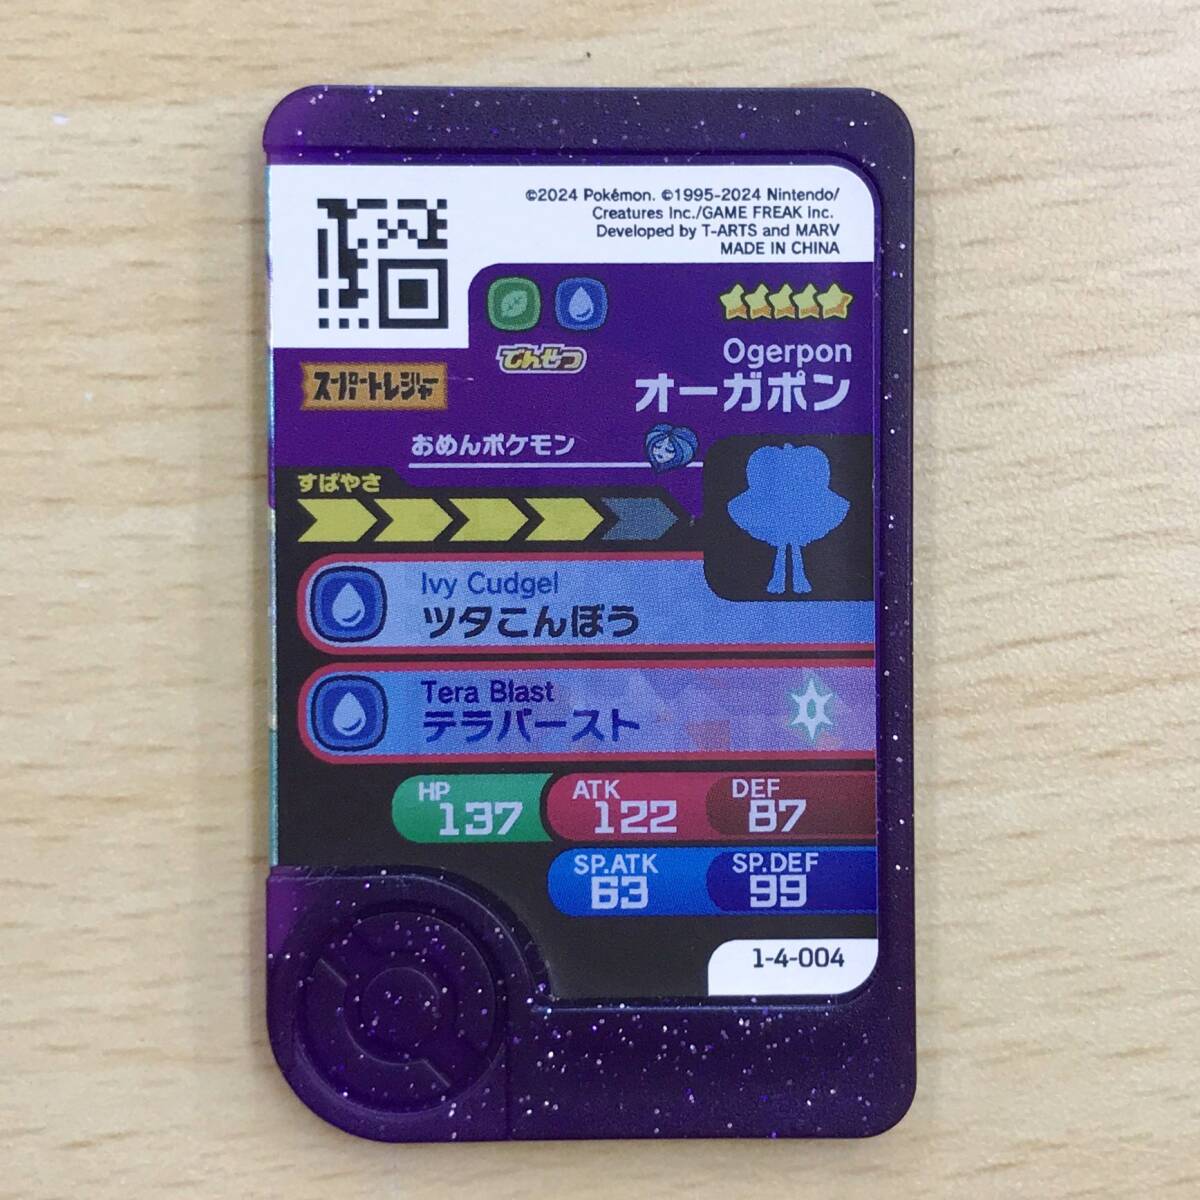 ©2024 Pokémon. ©1995-2024 Nintendo/
Creatures Inc./GAME FREAK inc.
Developed by T-ARTS and MARV
MADE IN CHINA
でんせつ
スーパートレジャー
Ogerpon
オーガポン
おめんポケモン
すばやさ
Ivy Cudgel
ツタこんぼう
Tera Blast
テラバースト
HP 137 ATK 122 DEF 87
SP.ATK 63 SP.DEF 99
1-4-004